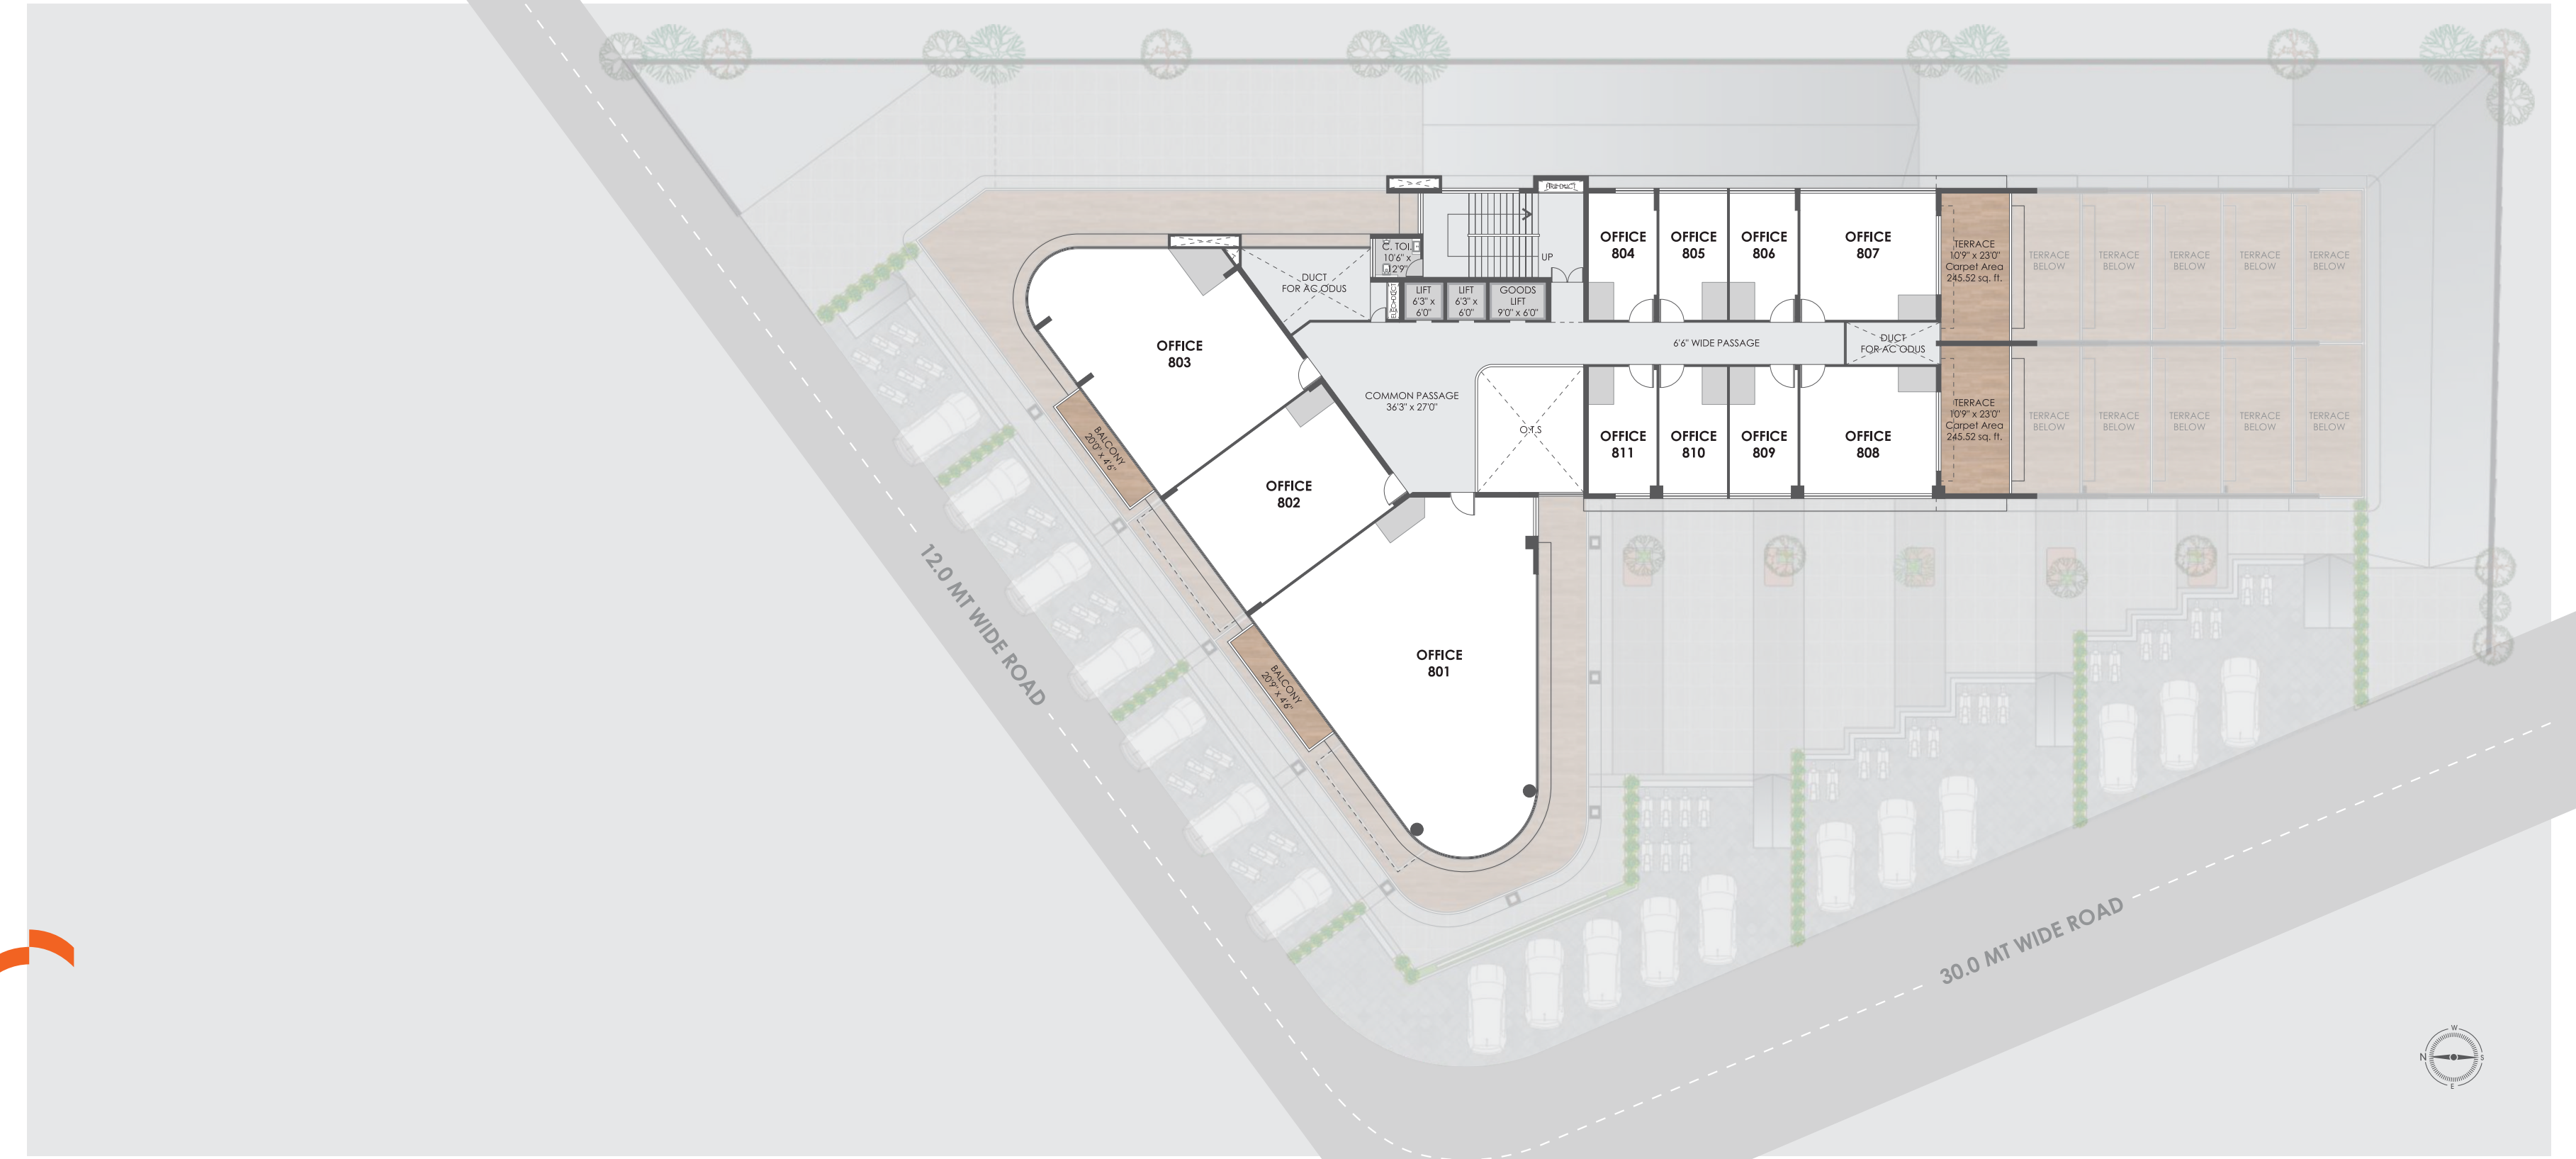 C. TOI.
10'6" x
2'9"
UP
OFFICE
804
OFFICE
805
OFFICE
806
OFFICE
807
TERRACE
10'9" x 23'0"
Carpet Area
245.52 sq. ft.
TERRACE
BELOW
TERRACE
BELOW
TERRACE
BELOW
TERRACE
BELOW
TERRACE
BELOW
DUCT
FOR AC ODUS
LIFT
6'3" x
6'0"
LIFT
6'3" x
6'0"
GOODS
LIFT
9'0" x 6'0"
OFFICE
803
6'6" WIDE PASSAGE
DUCT
FOR AC ODUS
COMMON PASSAGE
36'3" x 27'0"
O.T.S
OFFICE
811
OFFICE
810
OFFICE
809
OFFICE
808
TERRACE
10'9" x 23'0"
Carpet Area
245.52 sq. ft.
TERRACE
BELOW
TERRACE
BELOW
TERRACE
BELOW
TERRACE
BELOW
TERRACE
BELOW
BALCONY
20'0" x 4'6"
OFFICE
802
OFFICE
801
BALCONY
20'9" x 4'6"
12.0 MT WIDE ROAD
30.0 MT WIDE ROAD
W
N
S
E